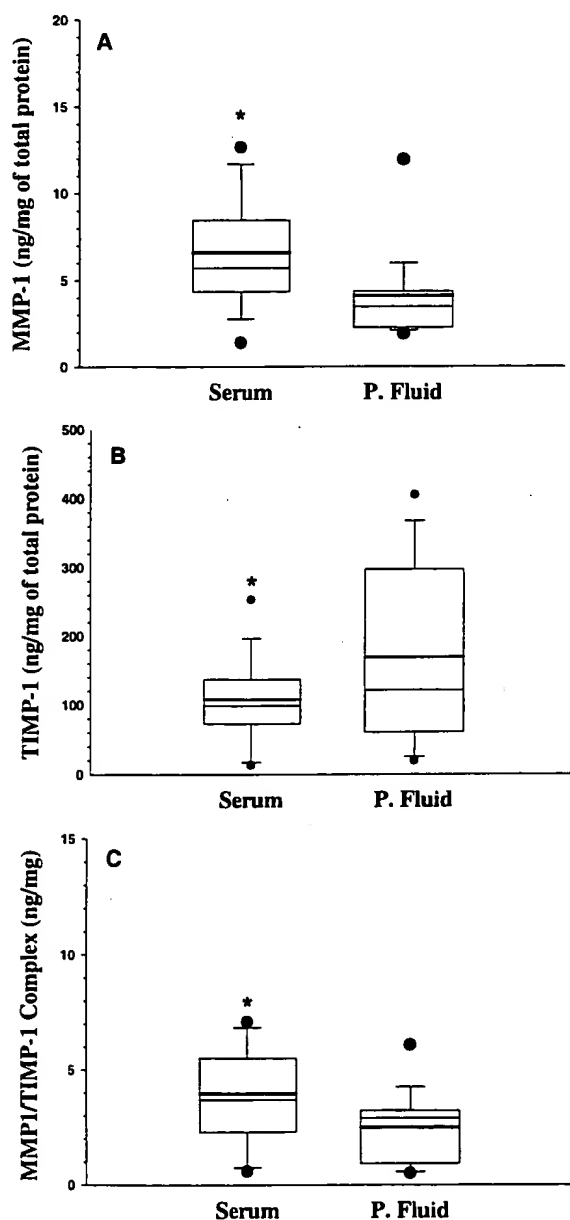 A
MMP-1 (ng/mg of total protein)
20
15
10
5
0
*
Serum P. Fluid
B
TIMP-1 (ng/mg of total protein)
500
400
300
200
100
0
*
Serum P. Fluid
C
MMP1/TIMP-1 Complex (ng/mg)
15
10
5
0
*
Serum P. Fluid